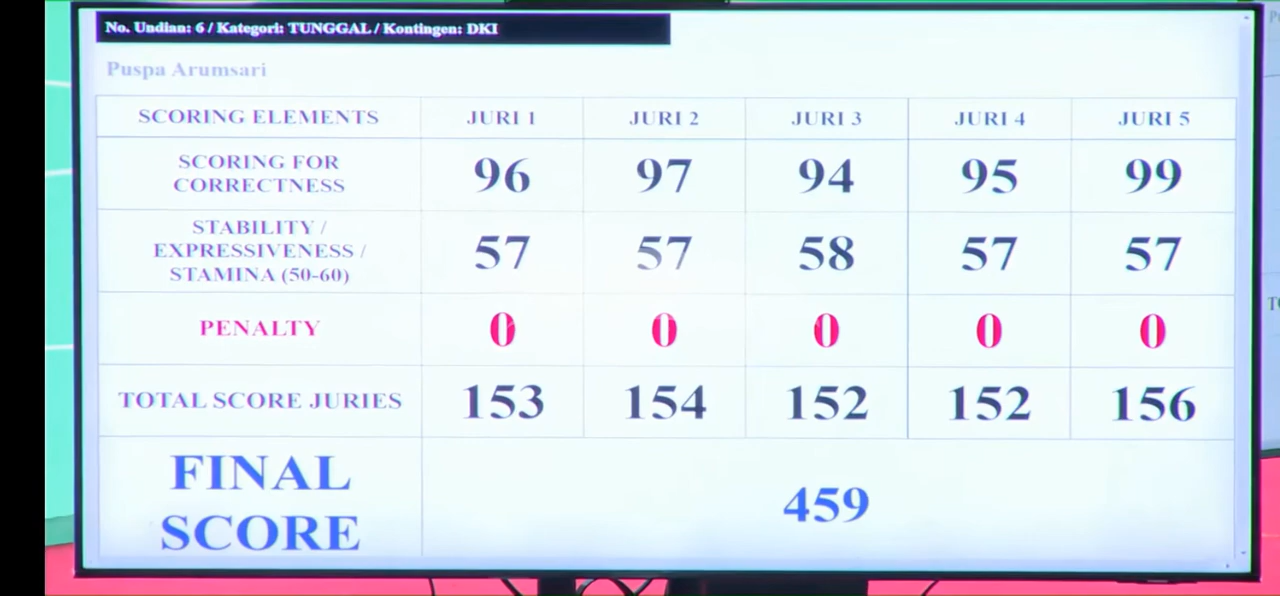 No. Undian: 6 / Kategori: TUNGGAL / Kontingen: DKI
Puspa Arumsari
SCORING ELEMENTS JURI 1 JURI 2 JURI 3 JURI 4 JURI 5
SCORING FOR
CORRECTNESS 96 97 94 95 99
STABILITY /
EXPRESSIVENESS /
STAMINA (50-60) 57 57 58 57 57
PENALTY 0 0 0 0 0
TOTAL SCORE JURIES 153 154 152 152 156
FINAL
SCORE 459